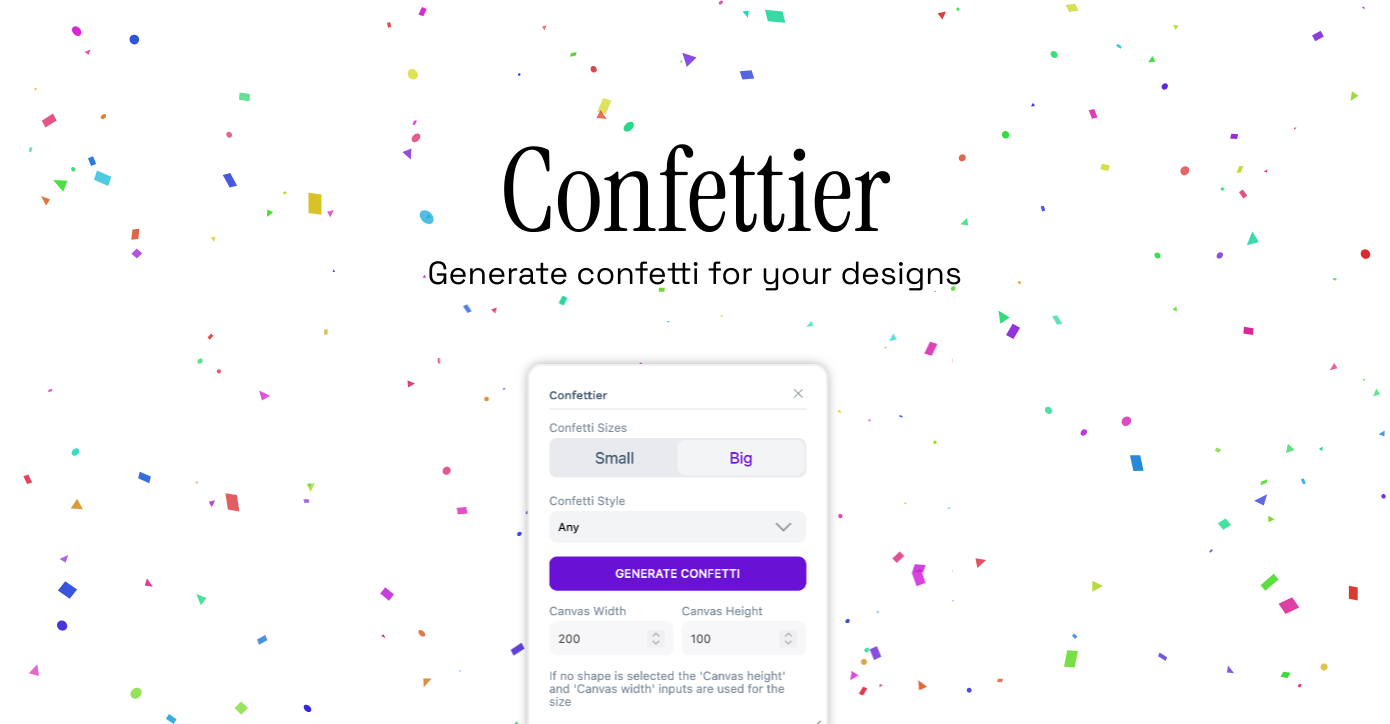 Confettier
Generate confetti for your designs
Confettier
Confetti Sizes
Small Big
Confetti Style
Any
GENERATE CONFETTI
Canvas Width Canvas Height
200 100
If no shape is selected the 'Canvas height'
and 'Canvas width' inputs are used for the
size